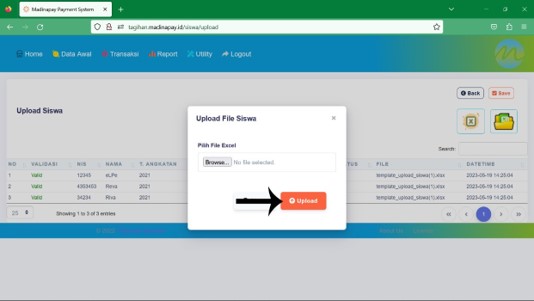 Madinapay Payment System
tagihan.madinapay.id/siswa/upload
Home Data Awal Transaksi Report Utility Logout
Back Save
Upload Siswa
Upload File Siswa
Pilih File Excel
Browse... No file selected.
Upload
Search:
NO VALIDASI NIS NAMA T. ANGKATAN FILE DATETIME
1 Valid 12345 eLPe 2021 template_upload_siswa(1).xlsx 2023-05-19 14:25:04
2 Valid 4353453 Reva 2021 template_upload_siswa(1).xlsx 2023-05-19 14:25:04
3 Valid 34234 Riva 2021 template_upload_siswa(1).xlsx 2023-05-19 14:25:04
25 Showing 1 to 3 of 3 entries 1